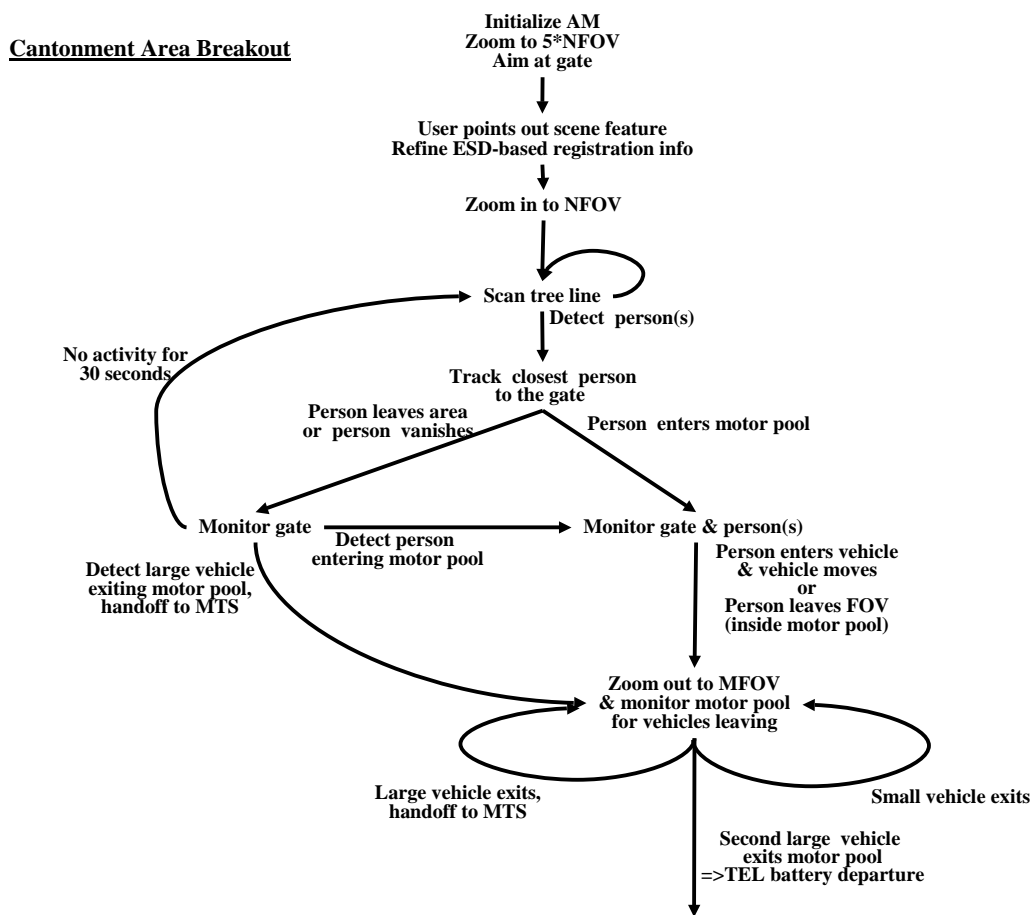 Cantonment Area Breakout
Initialize AM
Zoom to 5*NFOV
Aim at gate
User points out scene feature
Refine ESD-based registration info
Zoom in to NFOV
Scan tree line
Detect person(s)
No activity for
30 seconds
Track closest person
to the gate
Person leaves area
or person vanishes
Person enters motor pool
Monitor gate
Detect person
entering motor pool
Monitor gate & person(s)
Detect large vehicle
exiting motor pool,
handoff to MTS
Person enters vehicle
& vehicle moves
or
Person leaves FOV
(inside motor pool)
Zoom out to MFOV
& monitor motor pool
for vehicles leaving
Large vehicle exits,
handoff to MTS
Small vehicle exits
Second large vehicle
exits motor pool
=>TEL battery departure